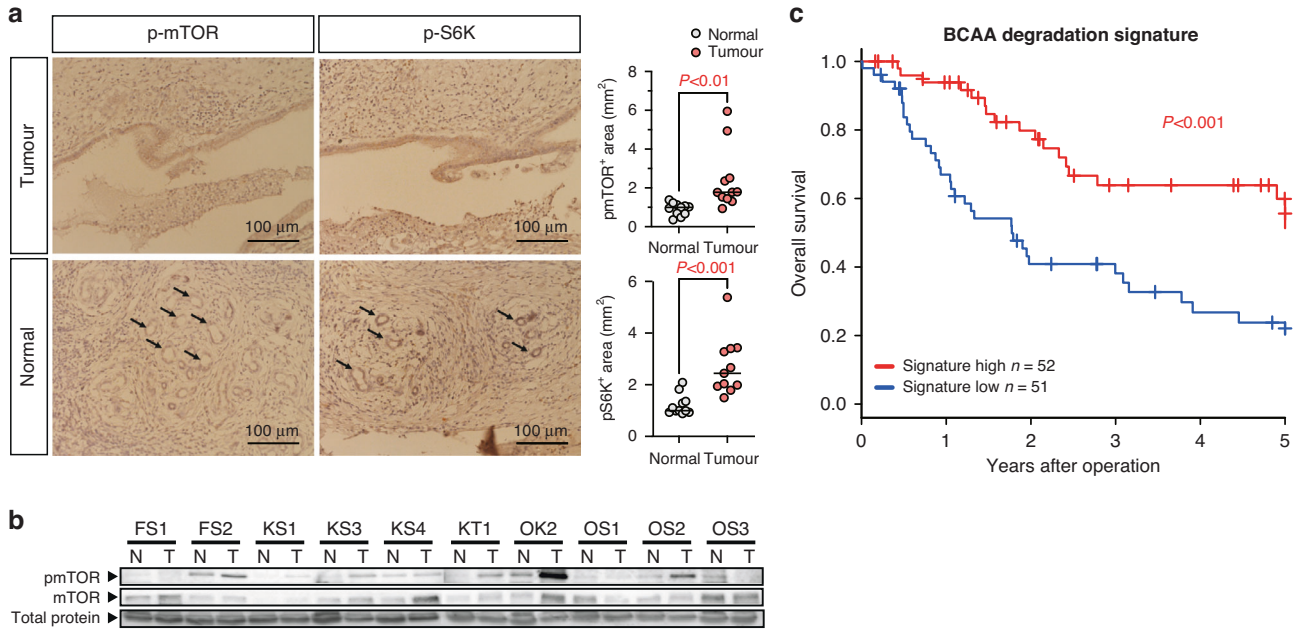 a
p-mTOR
p-S6K
Tumour
Normal
100 μm
100 μm
100 μm
100 μm
Normal
Tumour
pmTOR+ area (mm2)
8
6
4
2
0
P<0.01
Normal Tumour
pS6K+ area (mm2)
6
4
2
0
P<0.001
Normal Tumour
b
FS1 FS2 KS1 KS3 KS4 KT1 OK2 OS1 OS2 OS3
N T N T N T N T N T N T N T N T N T N T
pmTOR
mTOR
Total protein
c
BCAA degradation signature
Overall survival
1.0
0.8
0.6
0.4
0.2
0.0
P<0.001
Signature high n = 52
Signature low n = 51
0 1 2 3 4 5
Years after operation